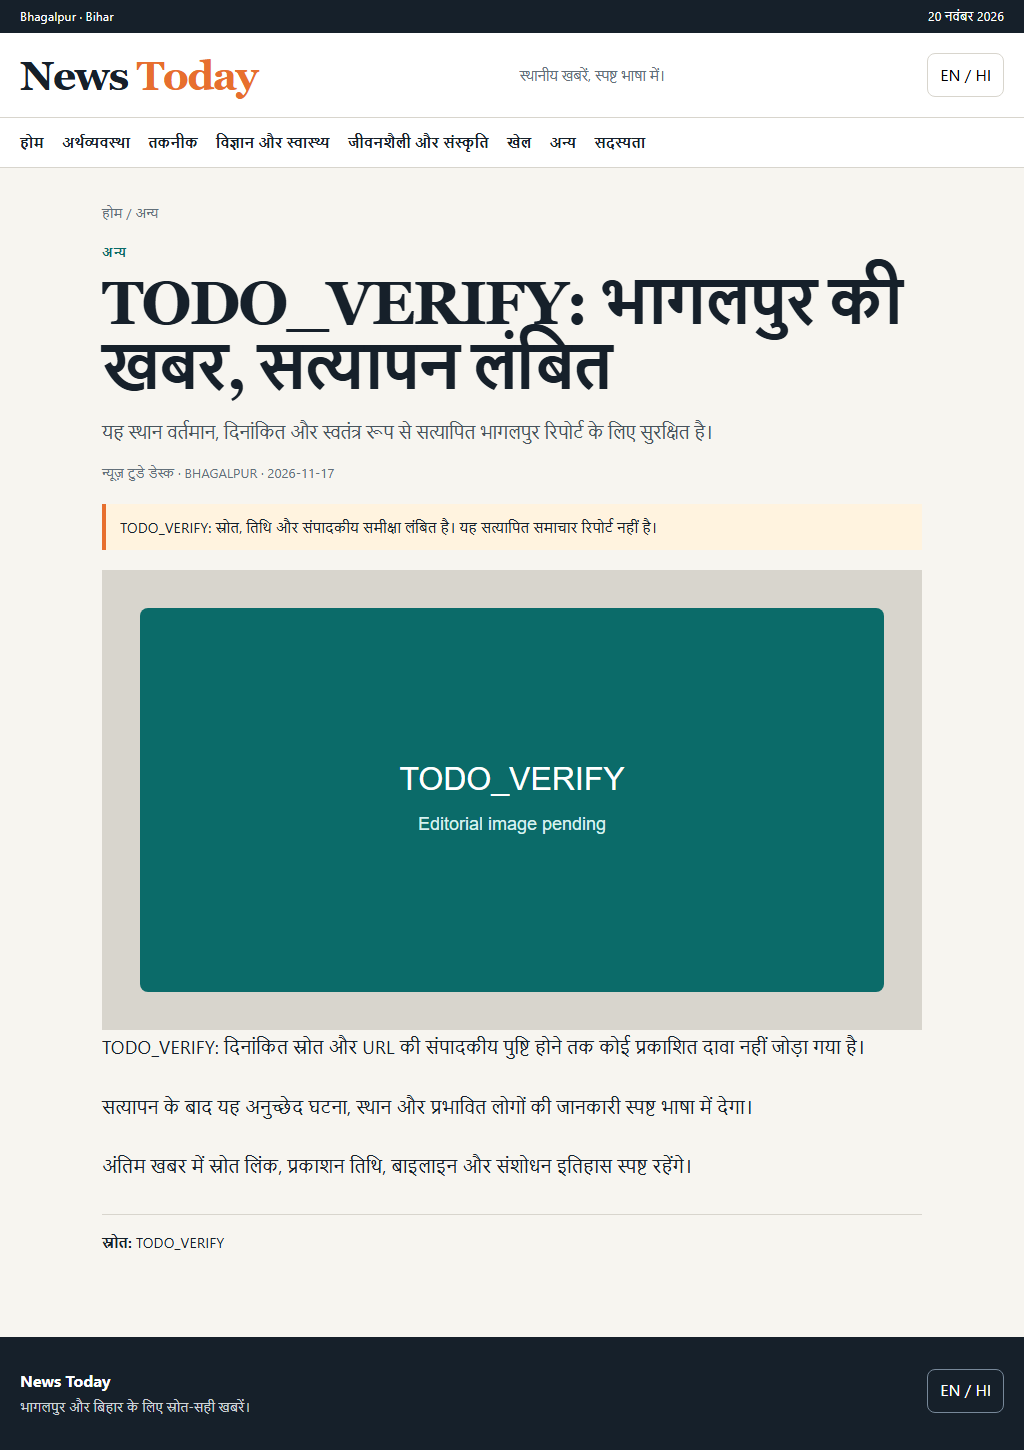 Bhagalpur · Bihar
20 नवंबर 2026
News Today
स्थानीय खबरें, स्पष्ट भाषा में।
EN / HI
होम अर्थव्यवस्था तकनीक विज्ञान और स्वास्थ्य जीवनशैली और संस्कृति खेल अन्य सदस्यता
होम / अन्य
अन्य
TODO_VERIFY: भागलपुर की
खबर, सत्यापन लंबित
यह स्थान वर्तमान, दिनांकित और स्वतंत्र रूप से सत्यापित भागलपुर रिपोर्ट के लिए सुरक्षित है।
न्यूज़ टुडे डेस्क · BHAGALPUR · 2026-11-17
TODO_VERIFY: स्रोत, तिथि और संपादकीय समीक्षा लंबित है। यह सत्यापित समाचार रिपोर्ट नहीं है।
TODO_VERIFY
Editorial image pending
TODO_VERIFY: दिनांकित स्रोत और URL की संपादकीय पुष्टि होने तक कोई प्रकाशित दावा नहीं जोड़ा गया है।
सत्यापन के बाद यह अनुच्छेद घटना, स्थान और प्रभावित लोगों की जानकारी स्पष्ट भाषा में देगा।
अंतिम खबर में स्रोत लिंक, प्रकाशन तिथि, बाइलाइन और संशोधन इतिहास स्पष्ट रहेंगे।
स्रोत: TODO_VERIFY
News Today
भागलपुर और बिहार के लिए स्रोत-सही खबरें।
EN / HI